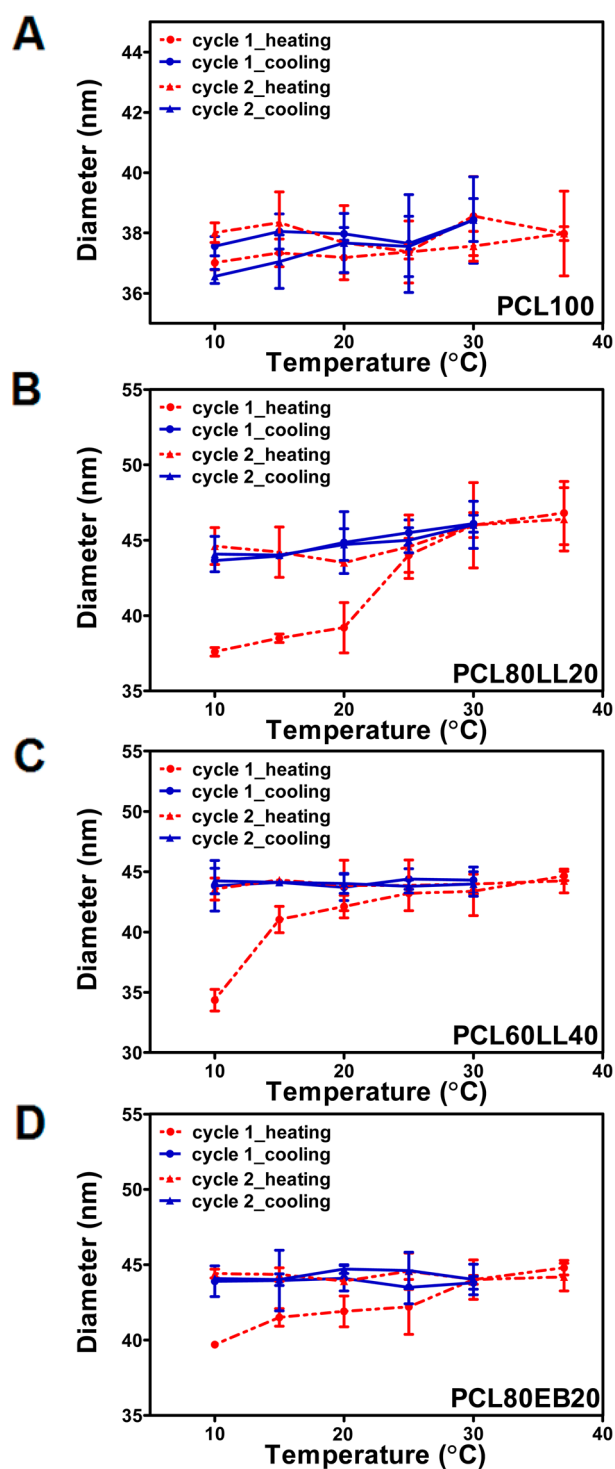 A
Diameter (nm)
44
42
40
38
36
cycle 1_heating
cycle 1_cooling
cycle 2_heating
cycle 2_cooling
PCL100
10 20 30 40
Temperature (°C)
B
Diameter (nm)
55
50
45
40
35
cycle 1_heating
cycle 1_cooling
cycle 2_heating
cycle 2_cooling
PCL80LL20
10 20 30 40
Temperature (°C)
C
Diameter (nm)
55
50
45
40
35
30
cycle 1_heating
cycle 1_cooling
cycle 2_heating
cycle 2_cooling
PCL60LL40
10 20 30 40
Temperature (°C)
D
Diameter (nm)
55
50
45
40
35
cycle 1_heating
cycle 1_cooling
cycle 2_heating
cycle 2_cooling
PCL80EB20
10 20 30 40
Temperature (°C)